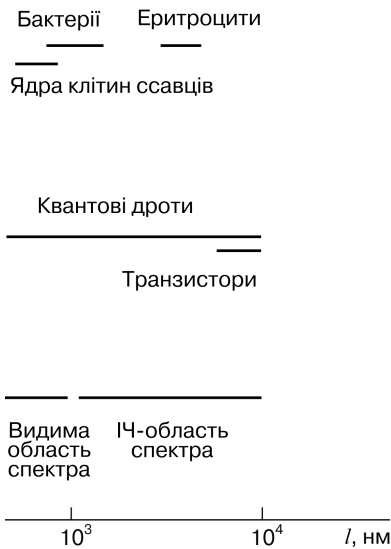 Бактерії Еритроцити
Ядра клітин ссавців
Квантові дроти
Транзистори
Видима
область
спектра
ІЧ-область
спектра
10³ 10⁴ l, нм